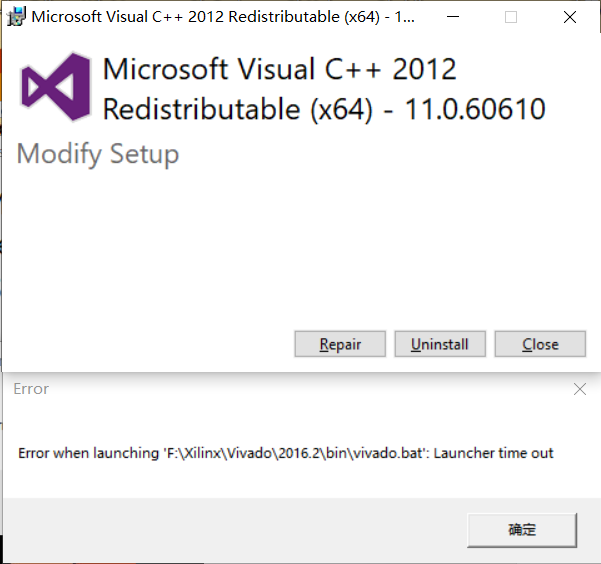 Microsoft Visual C++ 2012 Redistributable (x64) - 1...
Microsoft Visual C++ 2012
Redistributable (x64) - 11.0.60610
Modify Setup
Repair Uninstall Close
Error
Error when launching 'F:\Xilinx\Vivado\2016.2\bin\vivado.bat': Launcher time out
确定